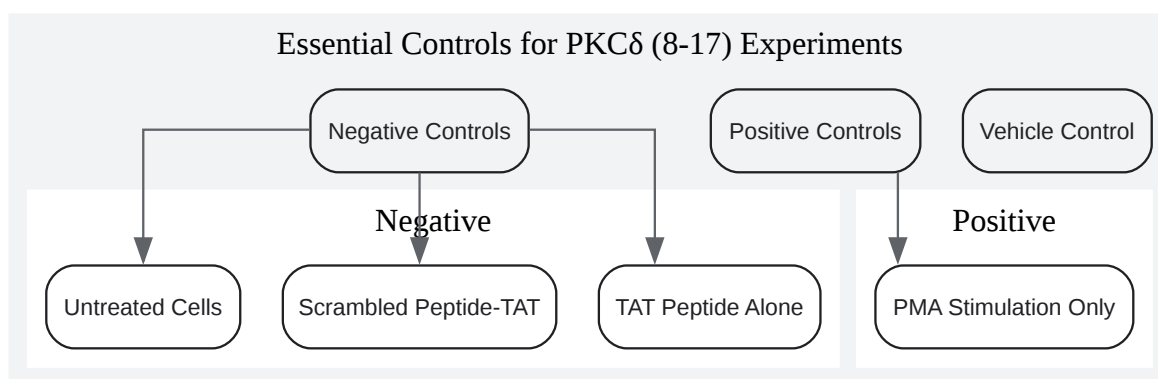 Essential Controls for PKCδ (8-17) Experiments
Negative Controls
Positive Controls
Vehicle Control
Negative
Positive
Untreated Cells
Scrambled Peptide-TAT
TAT Peptide Alone
PMA Stimulation Only